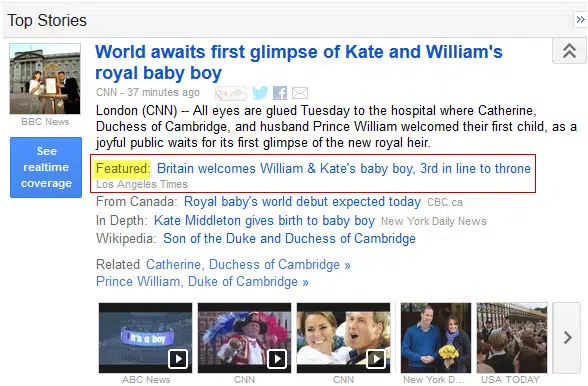 Top Stories
»
World awaits first glimpse of Kate and William's
royal baby boy
CNN - 37 minutes ago
London (CNN) -- All eyes are glued Tuesday to the hospital where Catherine,
Duchess of Cambridge, and husband Prince William welcomed their first child, as a
joyful public waits for its first glimpse of the new royal heir.
BBC News
See
realtime
coverage
Featured: Britain welcomes William & Kate's baby boy, 3rd in line to throne
Los Angeles Times
From Canada: Royal baby's world debut expected today CBC.ca
In Depth: Kate Middleton gives birth to baby boy New York Daily News
Wikipedia: Son of the Duke and Duchess of Cambridge
Related Catherine, Duchess of Cambridge »
Prince William, Duke of Cambridge »
it's a boy
ABC News
CNN
CNN
New York D...
USA TODAY